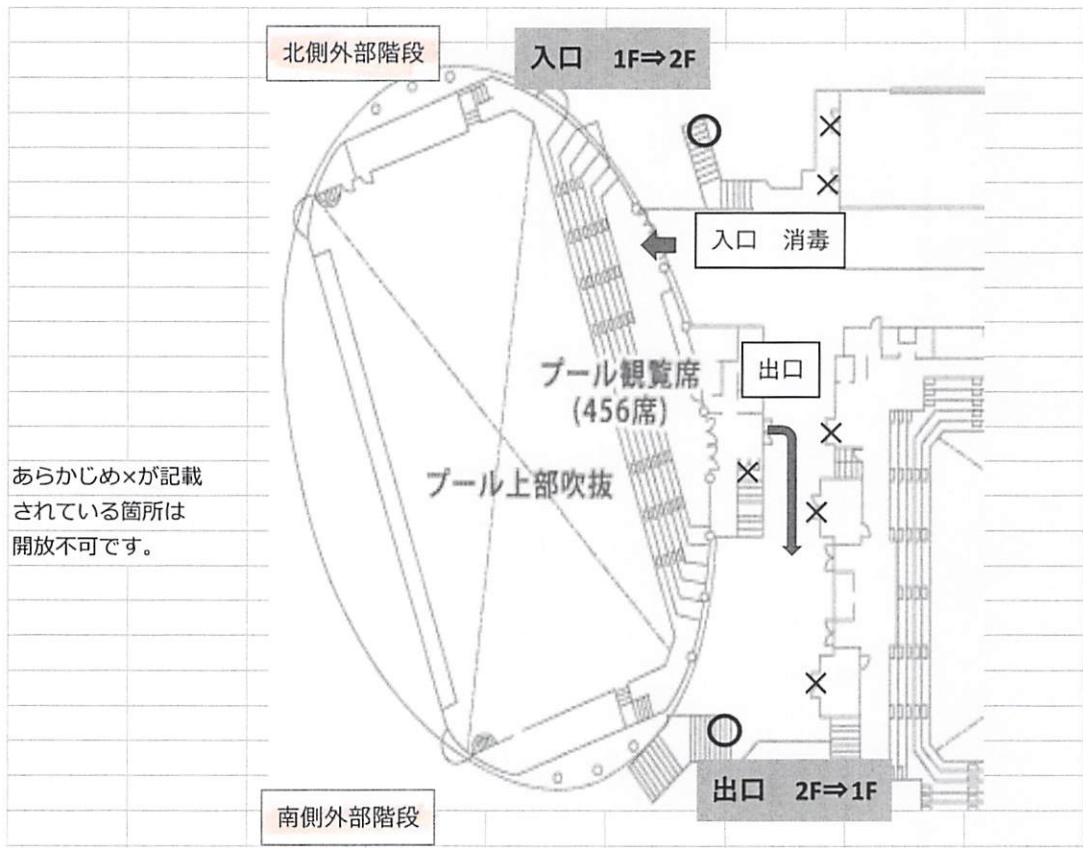 北側外部階段
入口 1F⇒2F
入口 消毒
出口
プール観覧席
(456席)
プール上部吹抜
あらかじめ×が記載
されている箇所は
開放不可です。
出口 2F⇒1F
南側外部階段